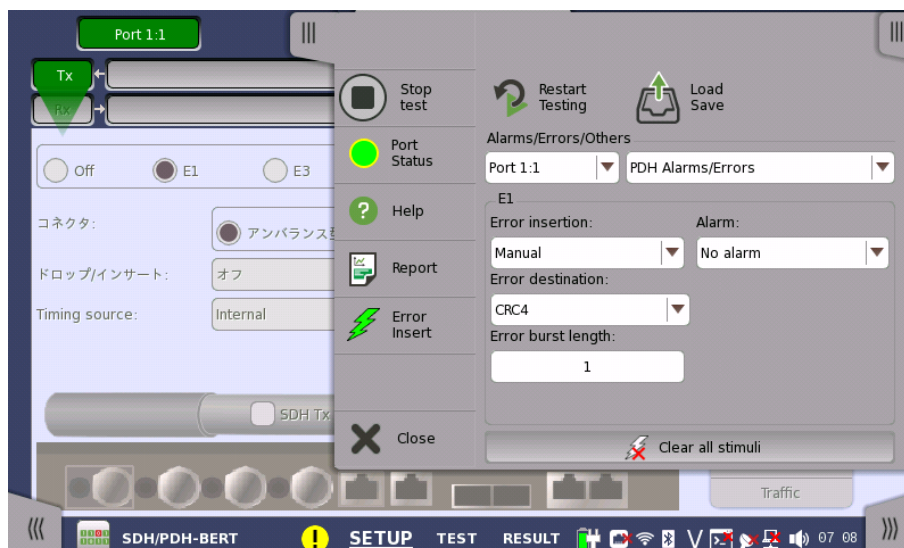 Port 1:1
Tx
Rx
Off
E1
E3
コネクタ:
アンバランス
ドロップ/インサート:
オフ
Timing source:
Internal
SDH Tx
Stop
test
Port
Status
Help
Report
Error
Insert
Close
Restart
Testing
Load
Save
Alarms/Errors/Others
Port 1:1
PDH Alarms/Errors
E1
Error insertion:
Alarm:
Manual
No alarm
Error destination:
CRC4
Error burst length:
1
Clear all stimuli
Traffic
SDH/PDH-BERT
SETUP
TEST
RESULT
07 08